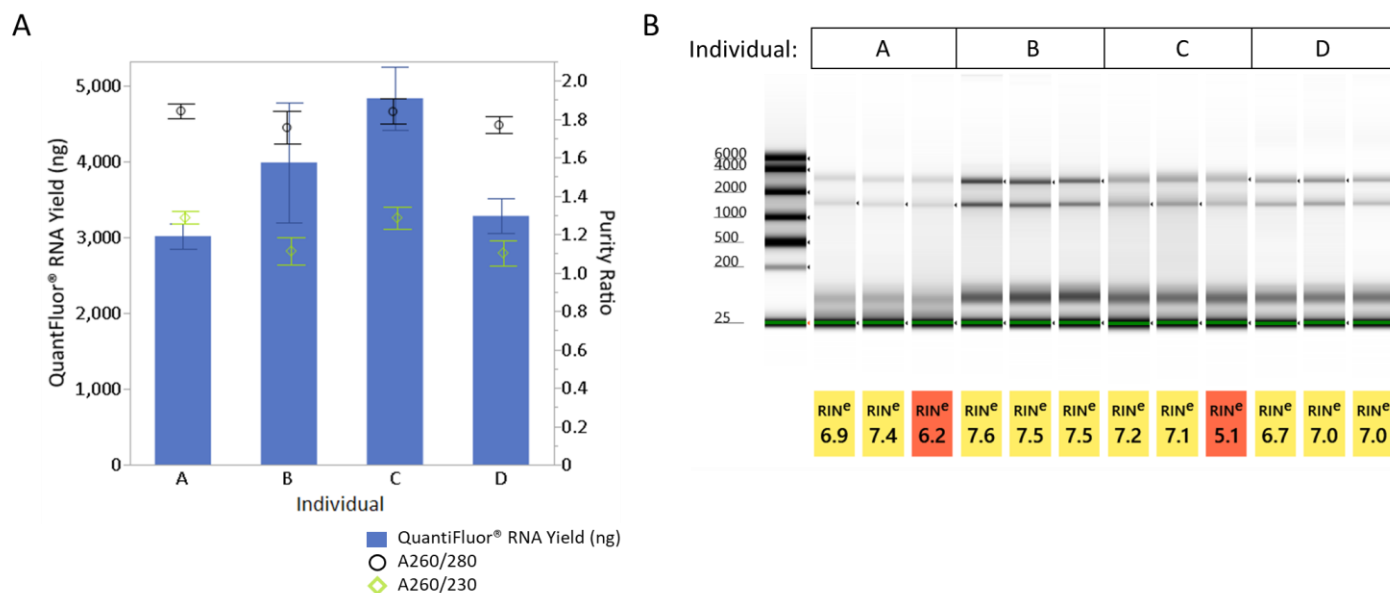 A
QuantFluor® RNA Yield (ng)
5,000
4,000
3,000
2,000
1,000
0
2.0
1.8
1.6
1.4
1.2
1.0
0.8
0.6
0.4
0.2
0
Purity Ratio
A B C D
Individual
QuantiFluor® RNA Yield (ng)
A260/280
A260/230
B
Individual: A B C D
6000
4000
2000
1000
500
200
25
RINe RINe RINe RINe RINe RINe RINe RINe RINe RINe RINe RINe
6.9 7.4 6.2 7.6 7.5 7.5 7.2 7.1 5.1 6.7 7.0 7.0